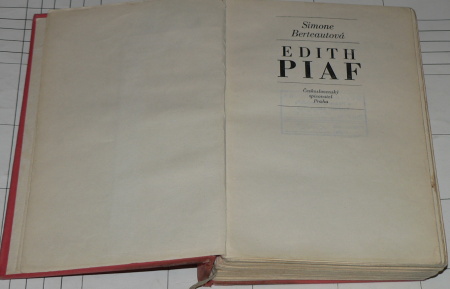 Simone
Berteautová
EDITH
PIAF
Československý
spisovatel
Praha